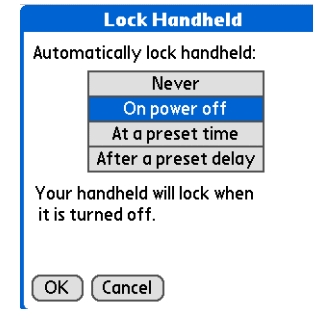 Lock Handheld
Automatically lock handheld:
Never
On power off
At a preset time
After a preset delay
Your handheld will lock when
it is turned off.
OK Cancel